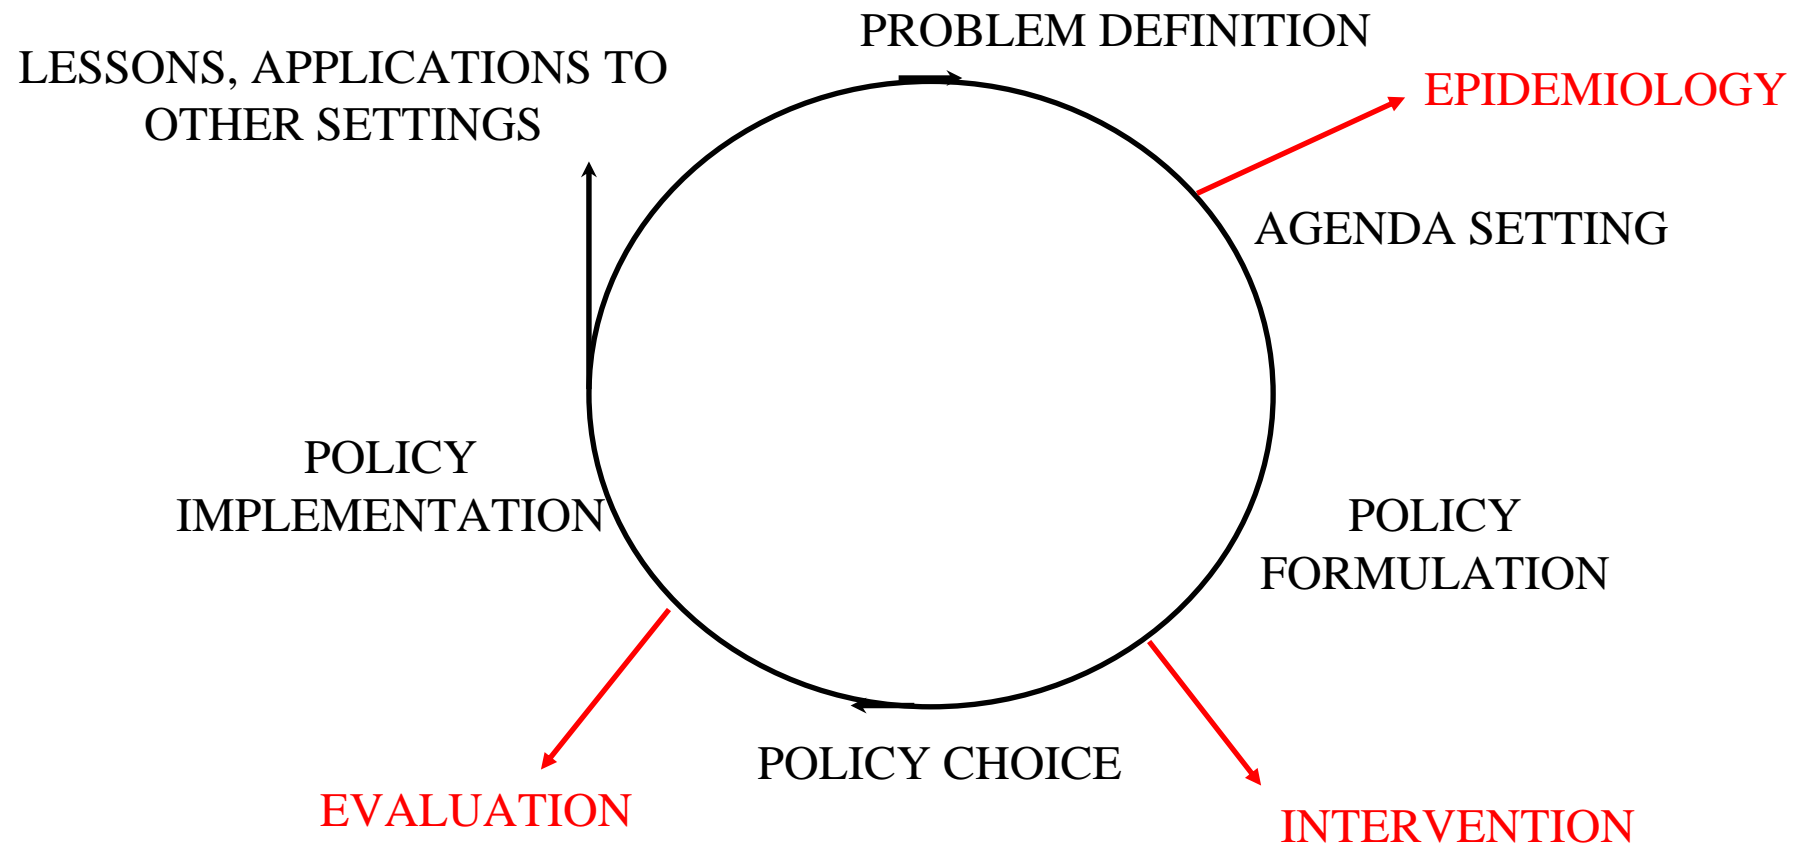 PROBLEM DEFINITION
LESSONS, APPLICATIONS TO
OTHER SETTINGS
EPIDEMIOLOGY
AGENDA SETTING
POLICY
IMPLEMENTATION
POLICY
FORMULATION
POLICY CHOICE
EVALUATION
INTERVENTION